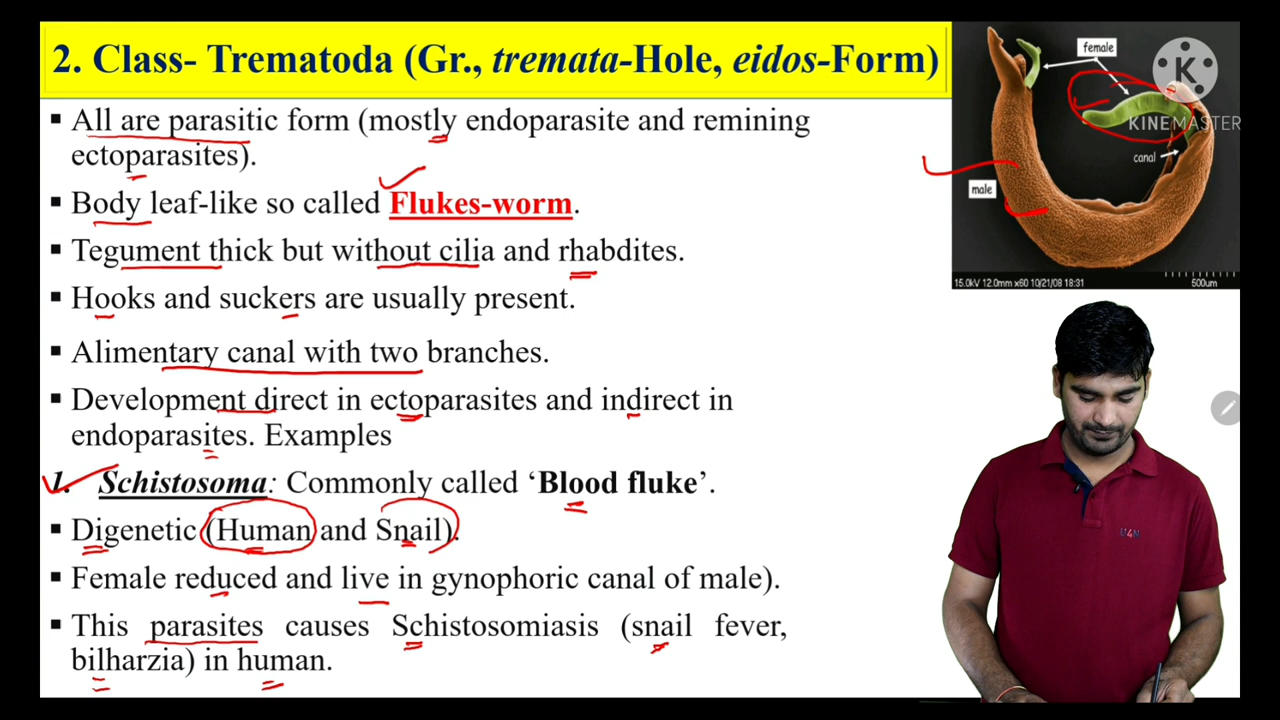 2. Class- Trematoda (Gr., tremata-Hole, eidos-Form)
▪ All are parasitic form (mostly endoparasite and remining
ectoparasites).
▪ Body leaf-like so called Flukes-worm.
▪ Tegument thick but without cilia and rhabdites.
▪ Hooks and suckers are usually present.
▪ Alimentary canal with two branches.
▪ Development direct in ectoparasites and indirect in
endoparasites. Examples
1. Schistosoma: Commonly called ‘Blood fluke’.
▪ Digenetic (Human and Snail).
▪ Female reduced and live in gynophoric canal of male).
▪ This parasites causes Schistosomiasis (snail fever,
bilharzia) in human.
female
K
KINEMASTER
canal
male
15.0kV 12.0mm x60 10/21/08 18:31 500um
U4N